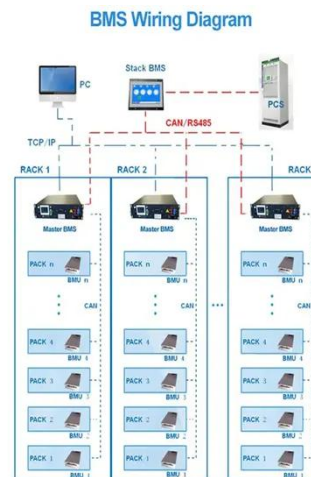 BMS Wiring Diagram
Stack BMS
PC
PCS
CAN/RS485
TCP/IP
RACK 1
RACK 2
RACK
Master BMS
Master BMS
Master BMS
PACK n
PACK n
PACK n
BMU n
BMU n
BMU n
CAN
CAN
CAN
PACK 4
PACK 4
PACK 4
BMU 4
BMU 4
BMU 4
PACK 3
PACK 3
PACK 3
BMU 3
BMU 3
BMU 3
PACK 2
PACK 2
PACK 2
BMU 2
BMU 2
BMU 2
PACK 1
PACK 1
PACK 1
BMU 1
BMU 1
BMU 1